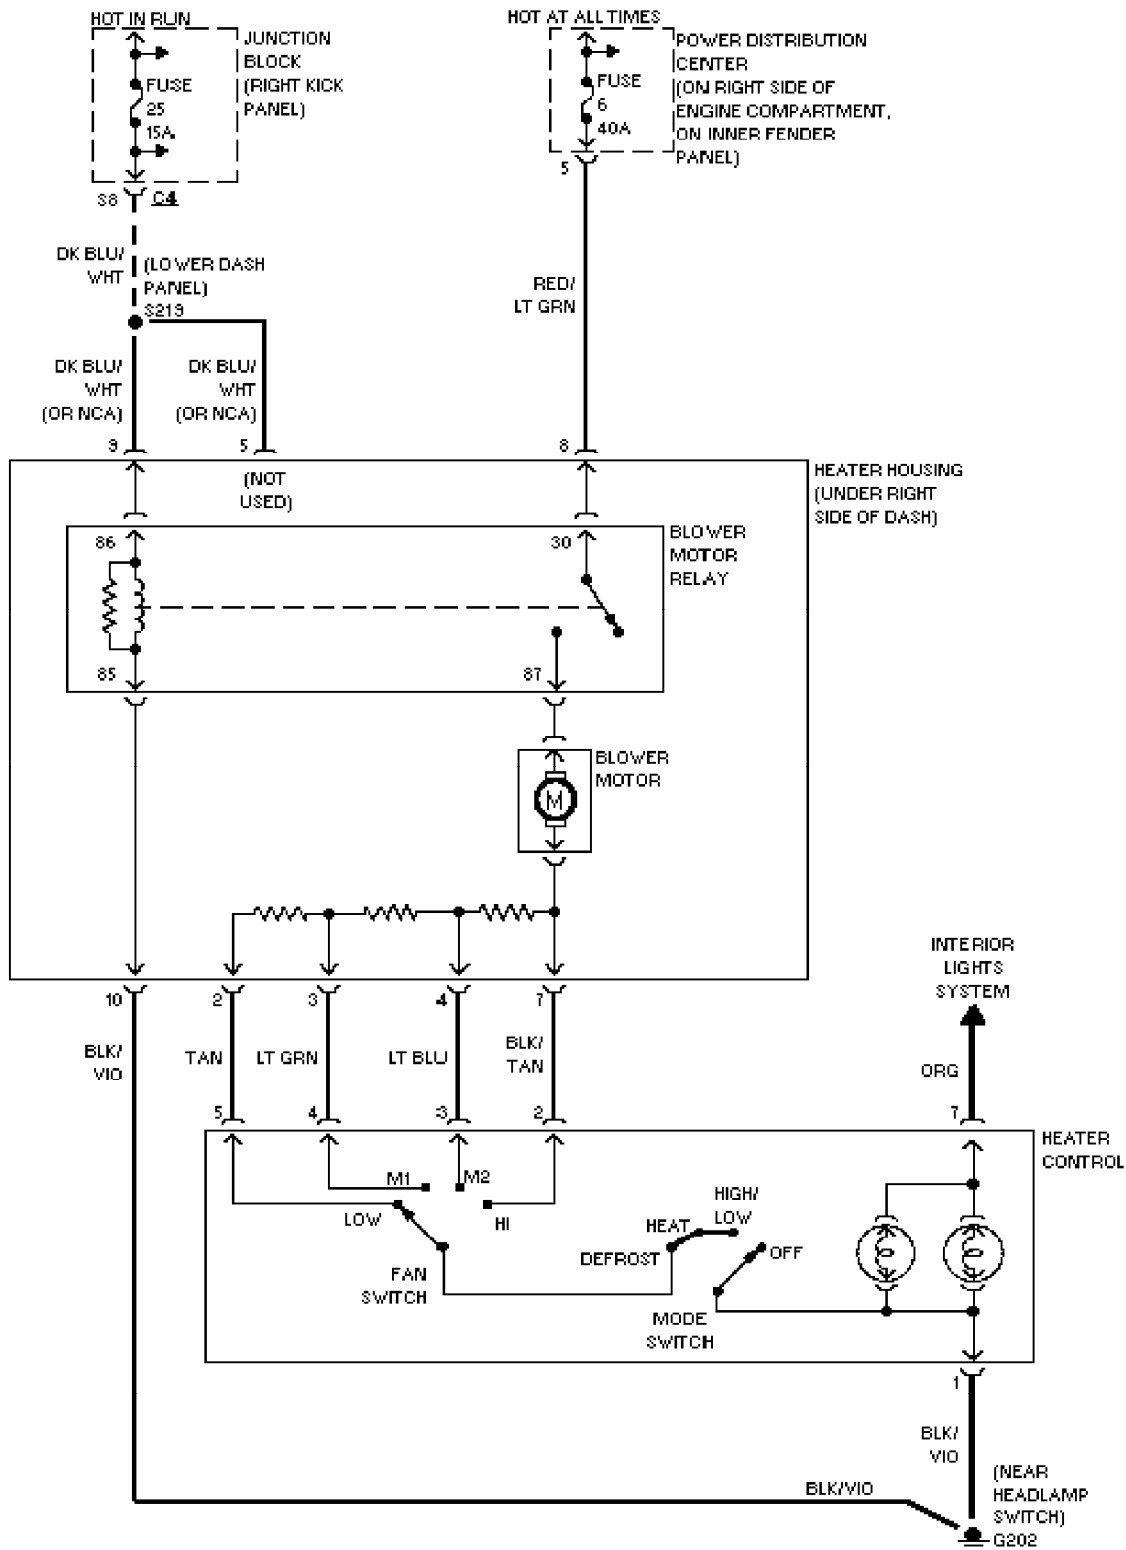 HOT IN RUN
HOT AT ALL TIMES
JUNCTION
BLOCK
(RIGHT KICK
PANEL)
FUSE
25
15A
S8
C4
POWER DISTRIBUTION
CENTER
(ON RIGHT SIDE OF
ENGINE COMPARTMENT,
ON INNER FENDER
PANEL)
FUSE
6
40A
5
DK BLU/
WHT
(LOWER DASH
PANEL)
S219
RED/
LT GRN
DK BLU/
WHT
(OR NCA)
DK BLU/
WHT
(OR NCA)
9
5
8
(NOT
USED)
HEATER HOUSING
(UNDER RIGHT
SIDE OF DASH)
86
30
BLOWER
MOTOR
RELAY
85
87
BLOWER
MOTOR
M
INTERIOR
LIGHTS
SYSTEM
10
2
3
4
7
BLK/
VIO
TAN
LT GRN
LT BLU
BLK/
TAN
ORG
5
4
3
2
7
HEATER
CONTROL
M1
M2
LOW
HI
HIGH/
LOW
HEAT
DEFROST
OFF
FAN
SWITCH
MODE
SWITCH
1
BLK/
VIO
BLK/VIO
(NEAR
HEADLAMP
SWITCH)
G202